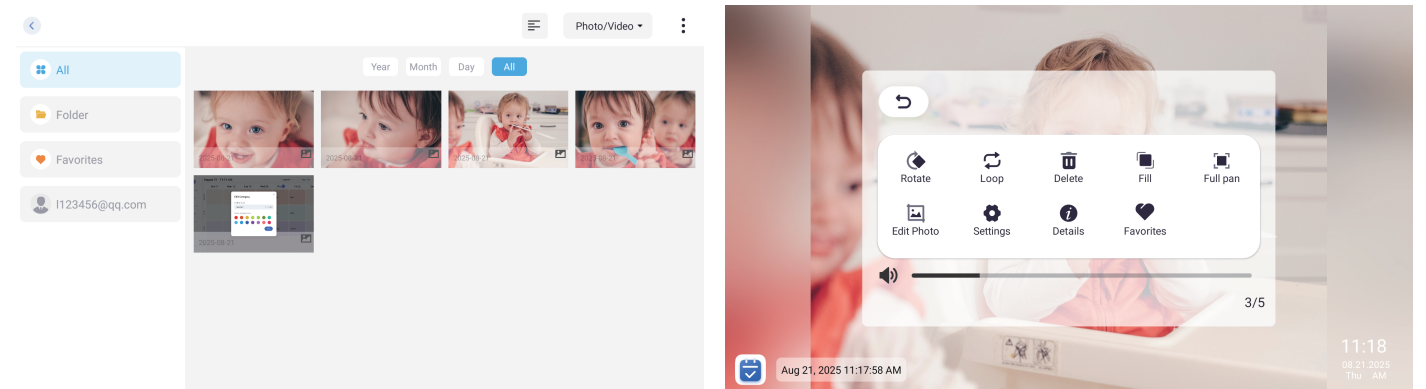 Photo/Video
All
Folder
Favorites
l123456@qq.com
Year Month Day All
2025-08-21
2025-08-21
2025-08-21
2025-08-21
2025-08-21
Rotate Loop Delete Fill Full pan
Edit Photo Settings Details Favorites
3/5
Aug 21, 2025 11:17:58 AM
11:18
08.21.2025
Thu AM